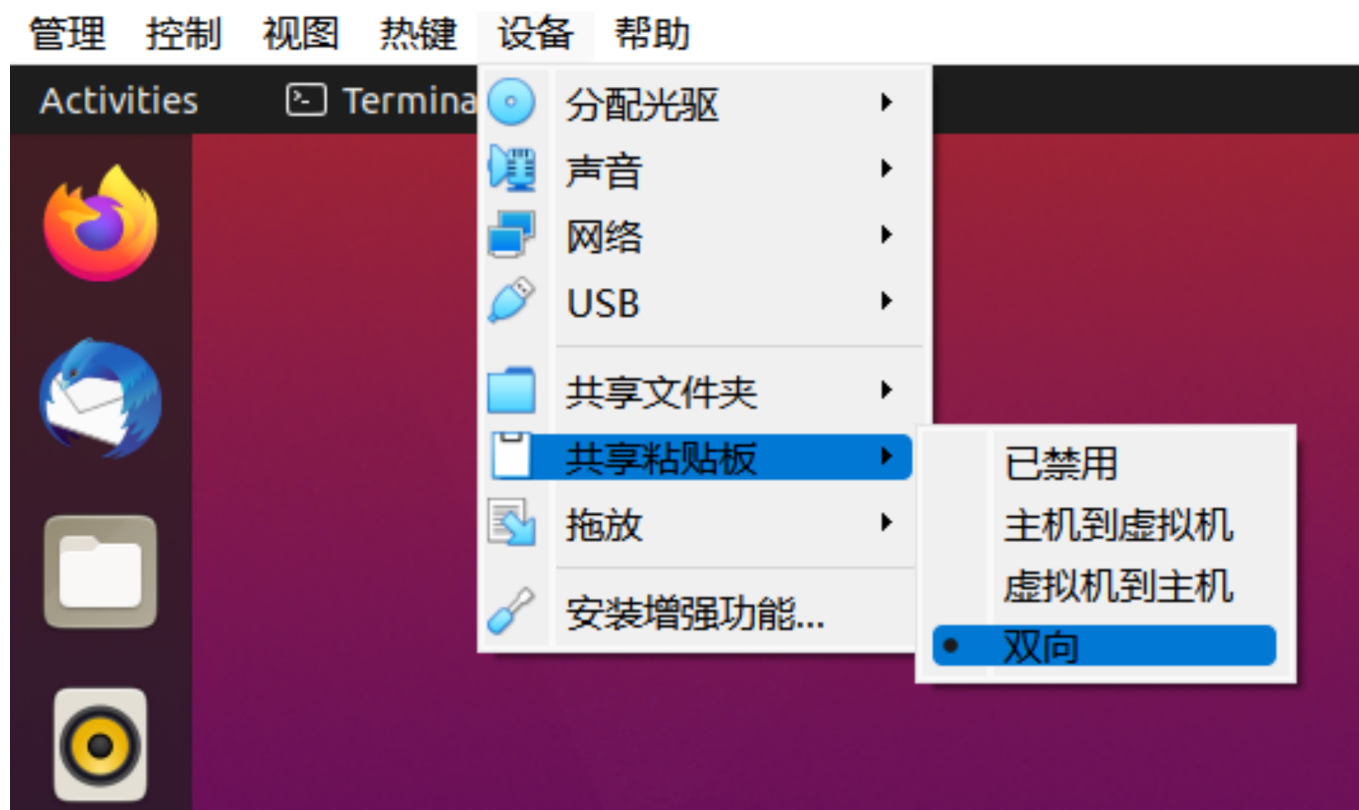 管理 控制 视图 热键 设备 帮助
Activities Termina
分配光驱
声音
网络
USB
共享文件夹
共享粘贴板
拖放
安装增强功能...
已禁用
主机到虚拟机
虚拟机到主机
双向